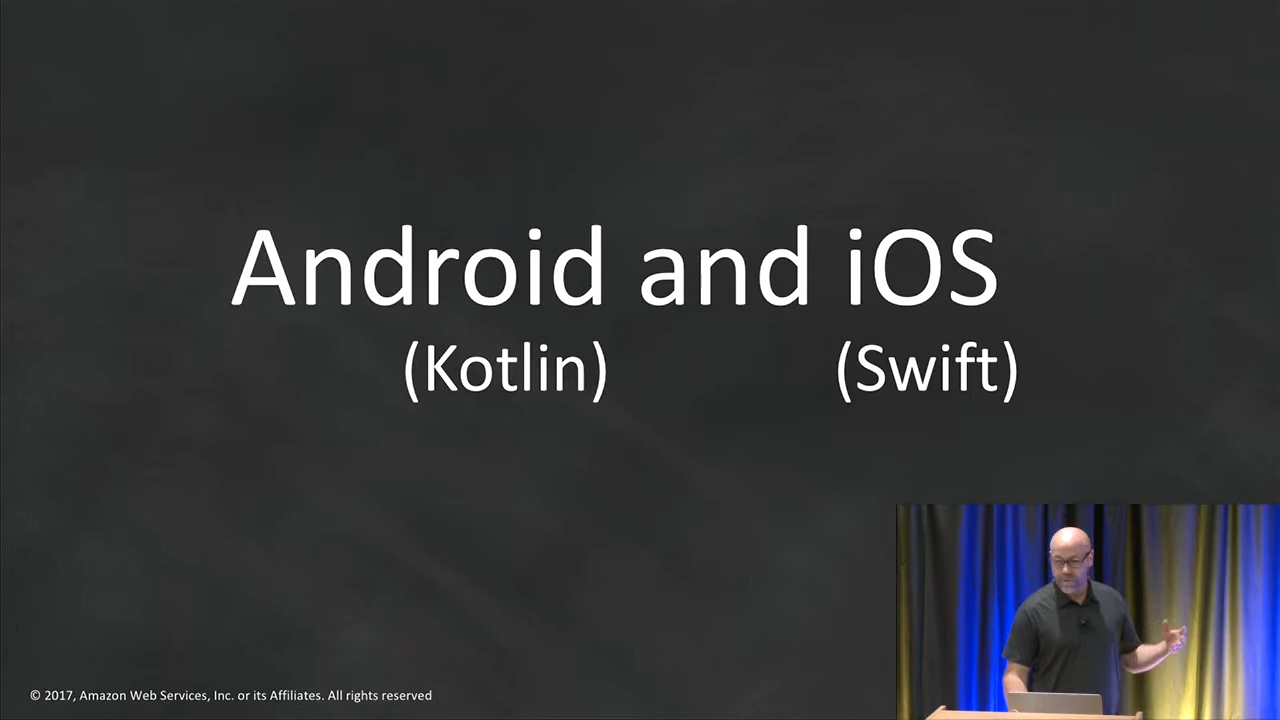 Android and iOS
(Kotlin) (Swift)
© 2017, Amazon Web Services, Inc. or its Affiliates. All rights reserved